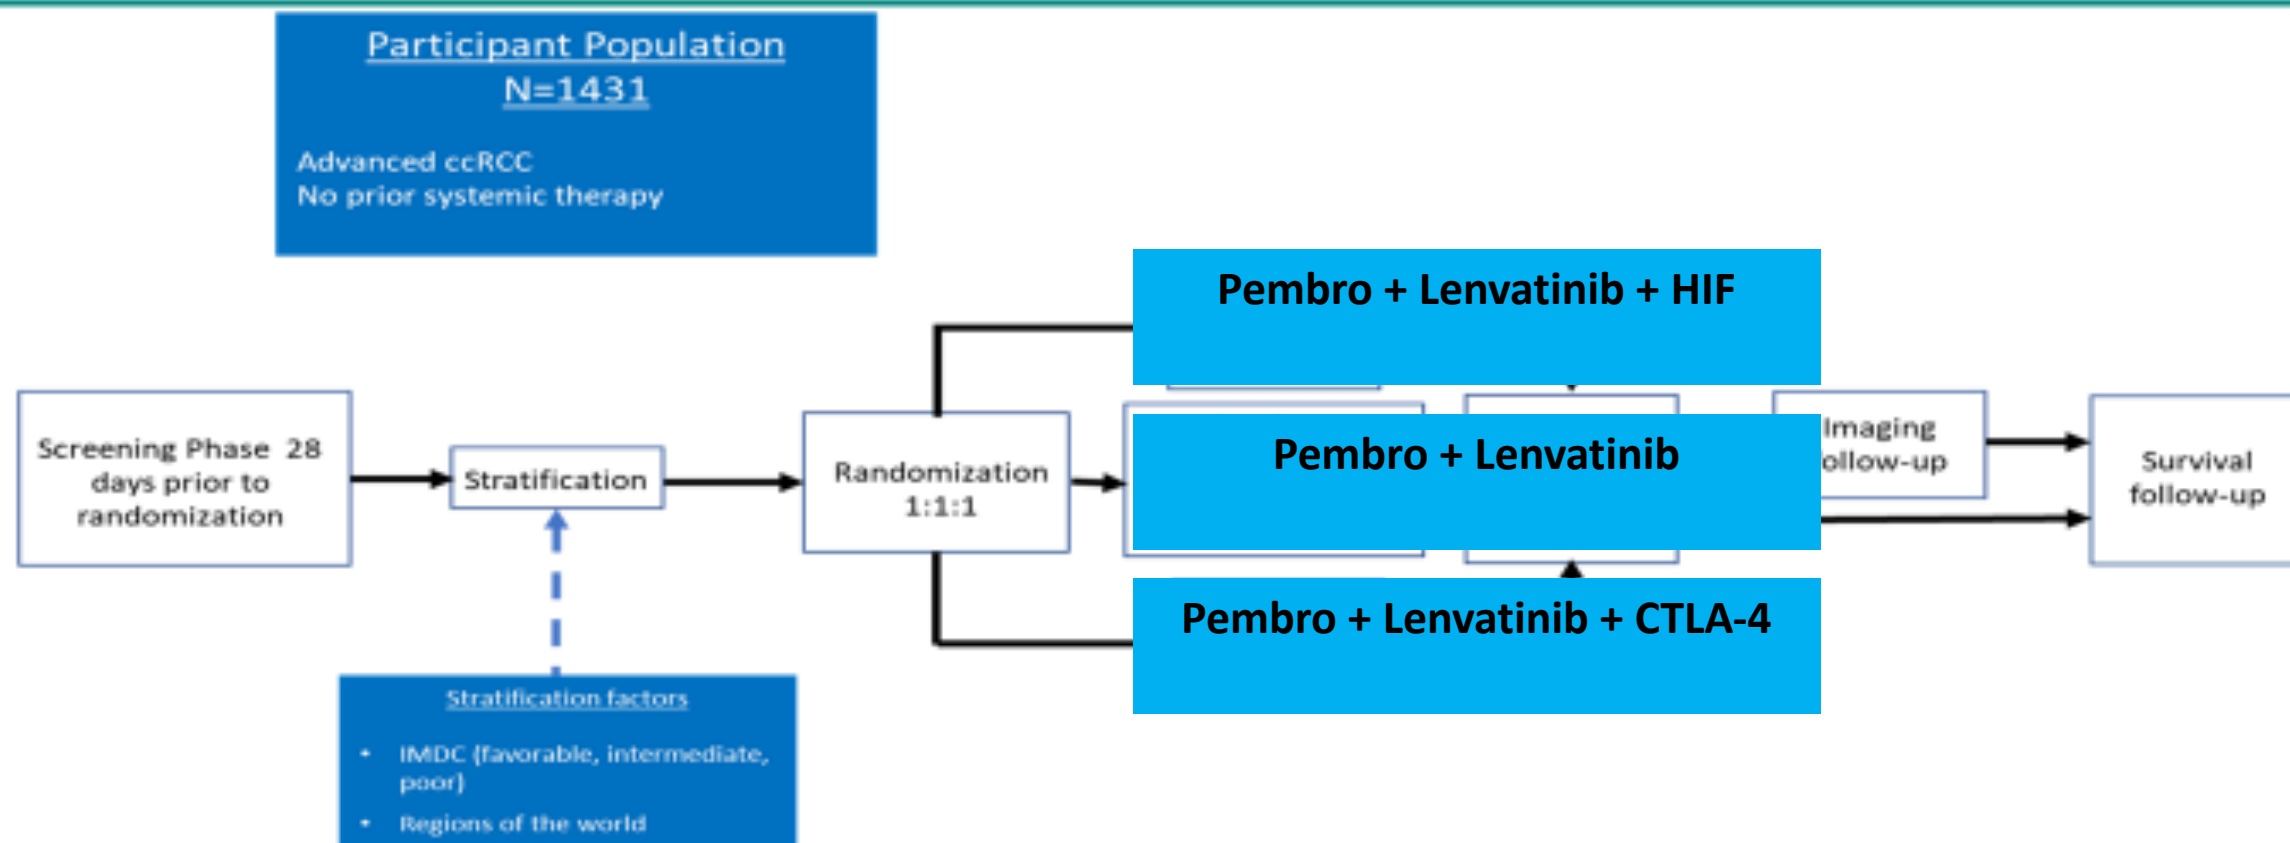 Participant Population
N=1431
Advanced ccRCC
No prior systemic therapy
Pembro + Lenvatinib + HIF
Screening Phase 28
days prior to
randomization
Stratification
Randomization
1:1:1
Pembro + Lenvatinib
Imaging
ollow-up
Survival
follow-up
Pembro + Lenvatinib + CTLA-4
Stratification factors
• IMDC (favorable, intermediate,
poor)
• Regions of the world